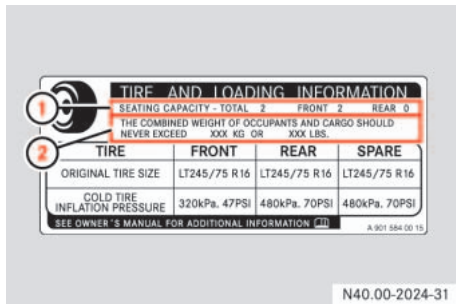 TIRE AND LOADING INFORMATION
1
SEATING CAPACITY - TOTAL 2 FRONT 2 REAR 0
2
THE COMBINED WEIGHT OF OCCUPANTS AND CARGO SHOULD
NEVER EXCEED XXX KG OR XXX LBS.
TIRE FRONT REAR SPARE
ORIGINAL TIRE SIZE LT245/75 R16 LT245/75 R16 LT245/75 R16
COLD TIRE
INFLATION PRESSURE 320kPa. 47PSI 480kPa. 70PSI 480kPa. 70PSI
SEE OWNER'S MANUAL FOR ADDITIONAL INFORMATION
A 901 584 00 15
N40.00-2024-31